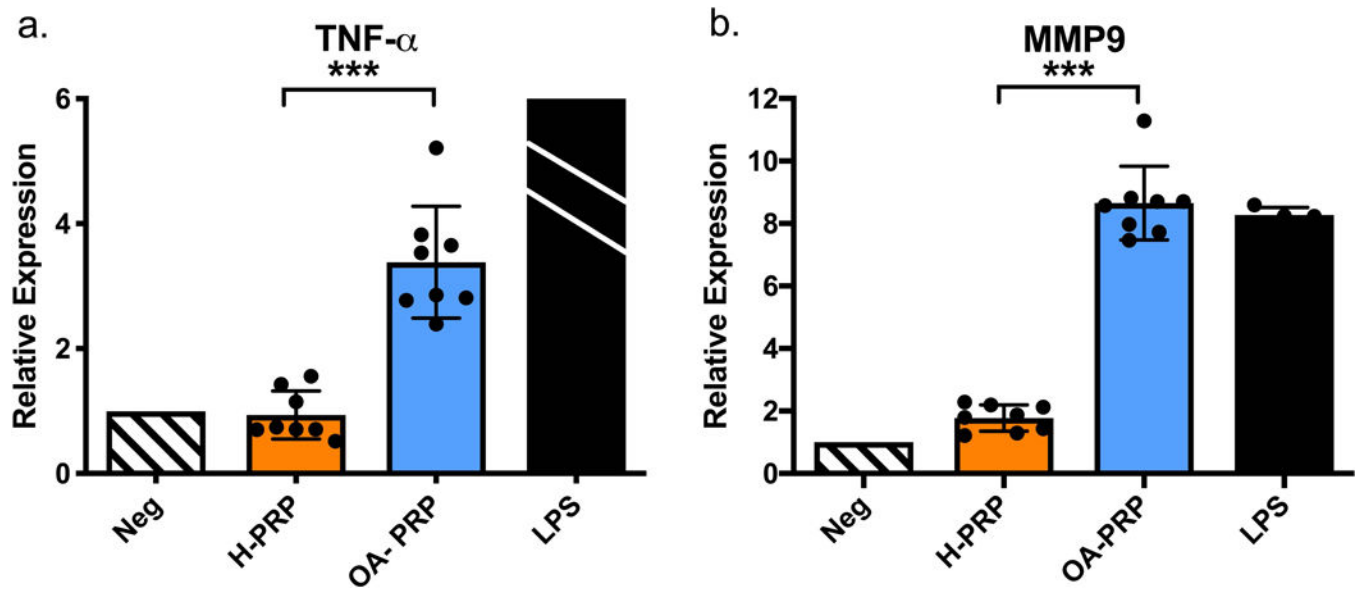 a.
TNF-α
***
Relative Expression
6
4
2
0
Neg
H-PRP
OA- PRP
LPS
b.
MMP9
***
Relative Expression
12
10
8
6
4
2
0
Neg
H-PRP
OA-PRP
LPS